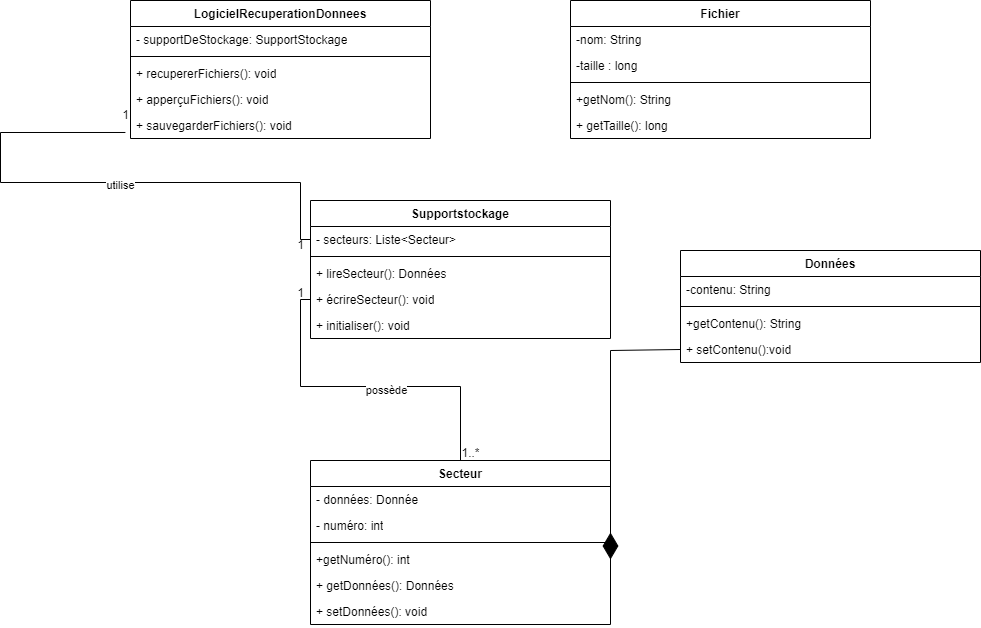 LogicielRecuperationDonnees
- supportDeStockage: SupportStockage
+ recupererFichiers(): void
+ apperçuFichiers(): void
+ sauvegarderFichiers(): void
1
utilise
1
Fichier
-nom: String
-taille : long
+getNom(): String
+ getTaille(): long
Supportstockage
- secteurs: Liste<Secteur>
+ lireSecteur(): Données
+ écrireSecteur(): void
+ initialiser(): void
1
possède
1..*
Données
-contenu: String
+getContenu(): String
+ setContenu():void
Secteur
- données: Donnée
- numéro: int
+getNuméro(): int
+ getDonnées(): Données
+ setDonnées(): void